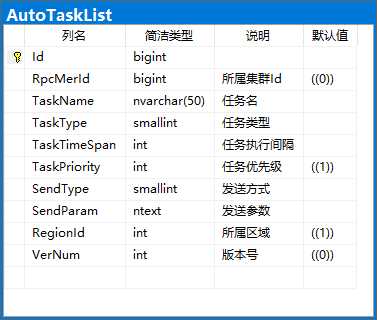 AutoTaskList
列名 简洁类型 说明 默认值
Id bigint
RpcMerId bigint 所属集群Id ((0))
TaskName nvarchar(50) 任务名
TaskType smallint 任务类型
TaskTimeSpan int 任务执行间隔
TaskPriority int 任务优先级 ((1))
SendType smallint 发送方式
SendParam ntext 发送参数
RegionId int 所属区域 ((1))
VerNum int 版本号 ((0))